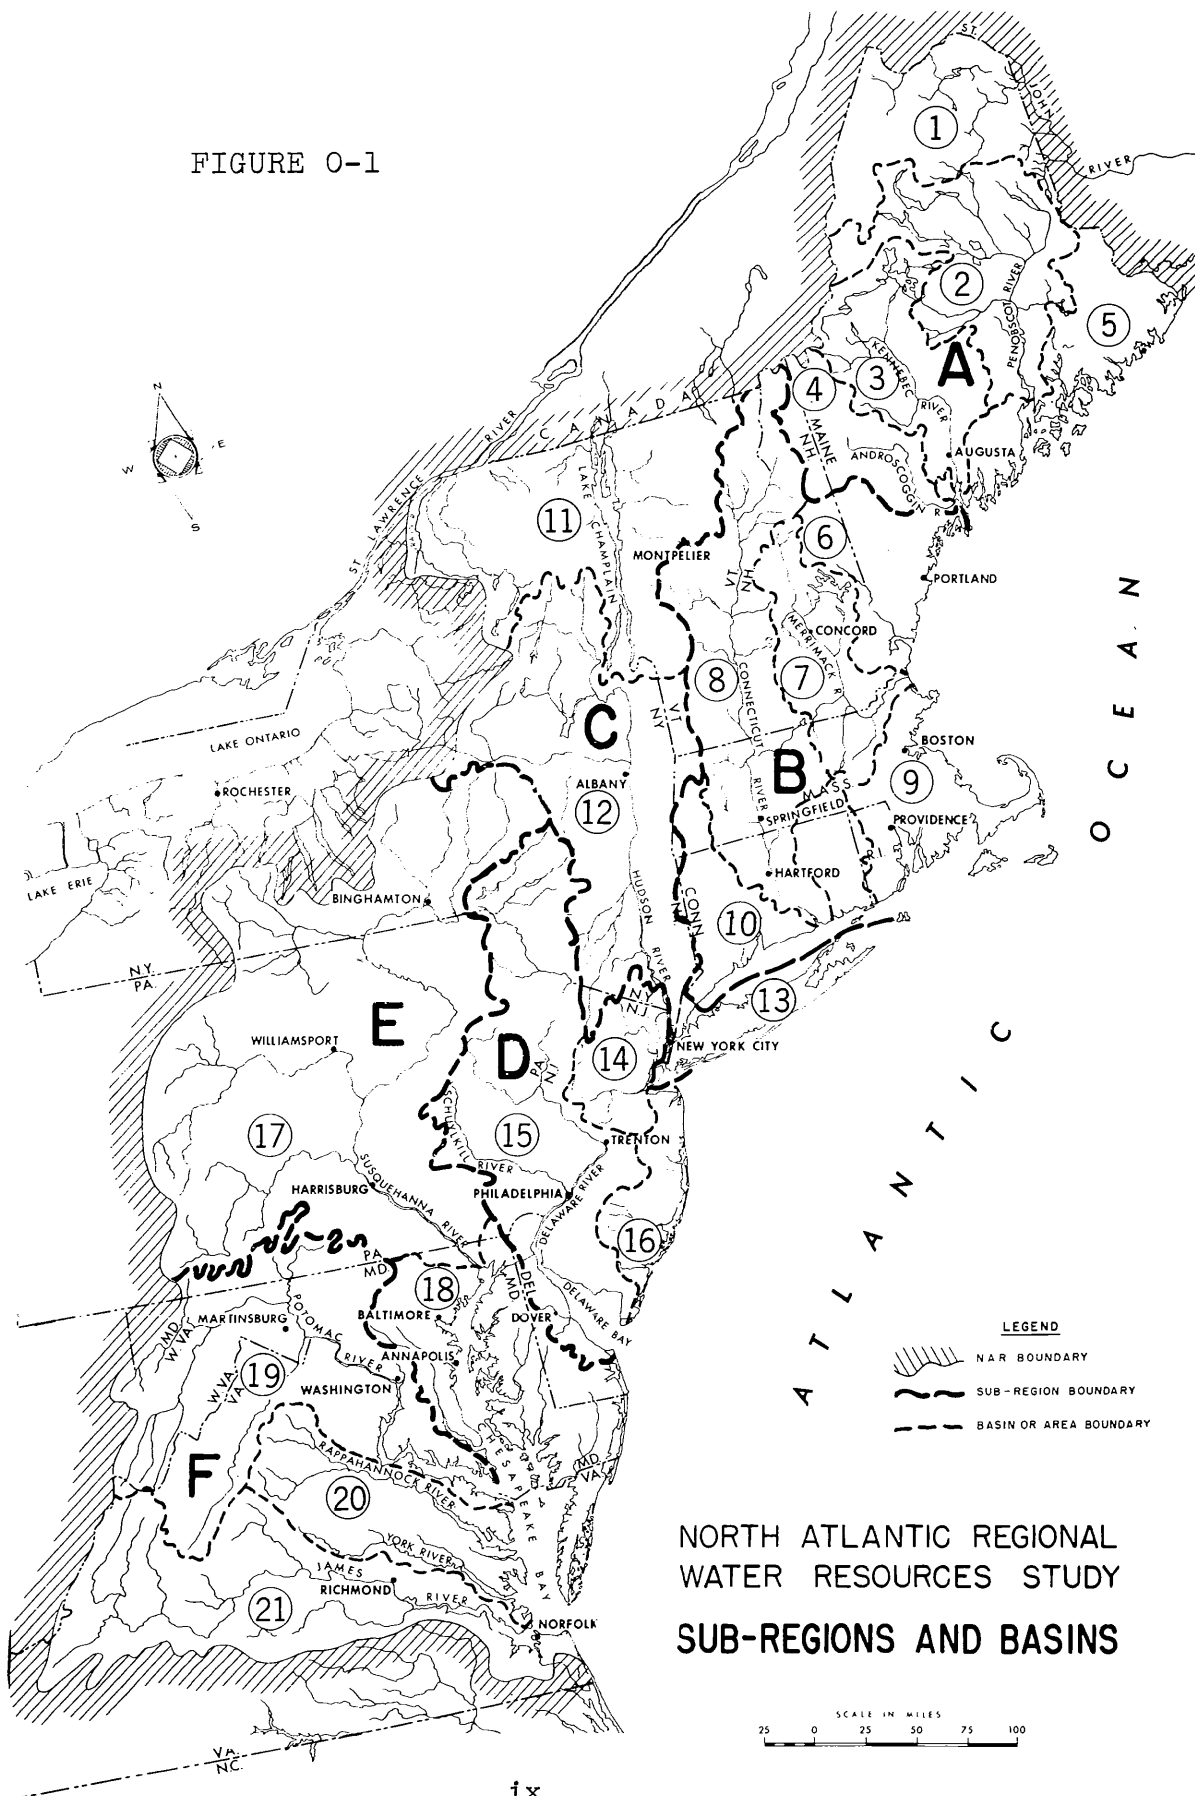 FIGURE O-1
ST.
JOHN
RIVER
1
2
3
4
5
A
PENOBSCOT RIVER
KENNEBEC
RIVER
MAINE
N.H.
ANDROSCOGGIN R.
AUGUSTA
N
E
W
S
CANADA
ST LAWRENCE
RIVER
LAKE CHAMPLAIN
11
MONTPELIER
VT.
N.H.
6
PORTLAND
CONCORD
MERRIMACK R.
7
8
CONNECTICUT
RIVER
VT.
NY
C
LAKE ONTARIO
ROCHESTER
BOSTON
B
MASS.
9
ALBANY
12
SPRINGFIELD
PROVIDENCE
R.I.
LAKE ERIE
BINGHAMTON
HARTFORD
HUDSON
RIVER
CONN.
10
N.Y.
PA.
13
NY
NJ
E
D
WILLIAMSPORT
PA.
N.J.
14
NEW YORK CITY
SCHUYLKILL
RIVER
17
15
TRENTON
SUSQUEHANNA RIVER
HARRISBURG
PHILADELPHIA
DELAWARE RIVER
16
PA.
MD.
MD.
DEL.
18
DELAWARE BAY
MARTINSBURG
POTOMAC
RIVER
BALTIMORE
DOVER
MD.
W.VA.
ANNAPOLIS
19
W.VA.
VA.
WASHINGTON
F
RAPPAHANNOCK RIVER
CHESAPEAKE BAY
MD.
VA.
20
YORK RIVER
JAMES
RIVER
RICHMOND
21
NORFOLK
VA.
N.C.
ATLANTIC
OCEAN
LEGEND
NAR BOUNDARY
SUB-REGION BOUNDARY
BASIN OR AREA BOUNDARY
NORTH ATLANTIC REGIONAL
WATER RESOURCES STUDY
SUB-REGIONS AND BASINS
SCALE IN MILES
25 0 25 50 75 100
ix